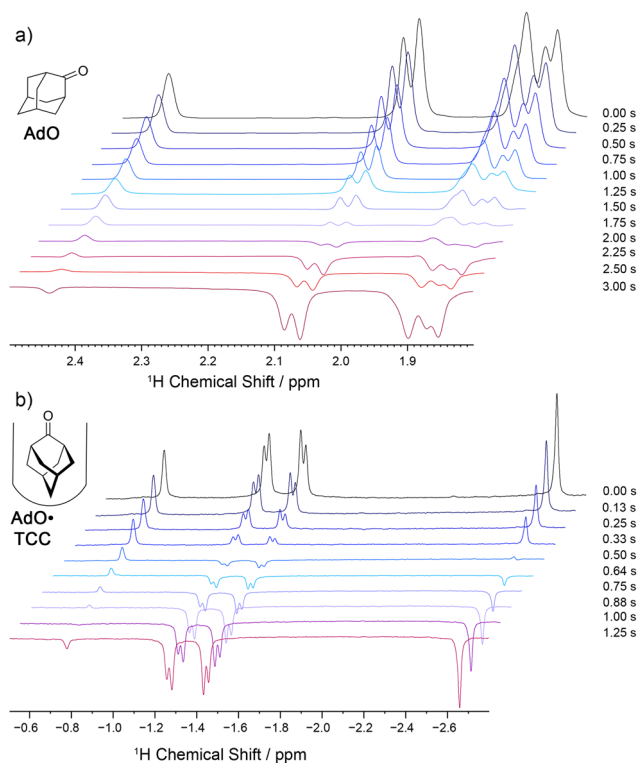 a)
O
AdO
0.00 s
0.25 s
0.50 s
0.75 s
1.00 s
1.25 s
1.50 s
1.75 s
2.00 s
2.25 s
2.50 s
3.00 s
2.4 2.3 2.2 2.1 2.0 1.9
¹H Chemical Shift / ppm
b)
O
AdO•
TCC
0.00 s
0.13 s
0.25 s
0.33 s
0.50 s
0.64 s
0.75 s
0.88 s
1.00 s
1.25 s
−0.6 −0.8 −1.0 −1.2 −1.4 −1.6 −1.8 −2.0 −2.2 −2.4 −2.6
¹H Chemical Shift / ppm